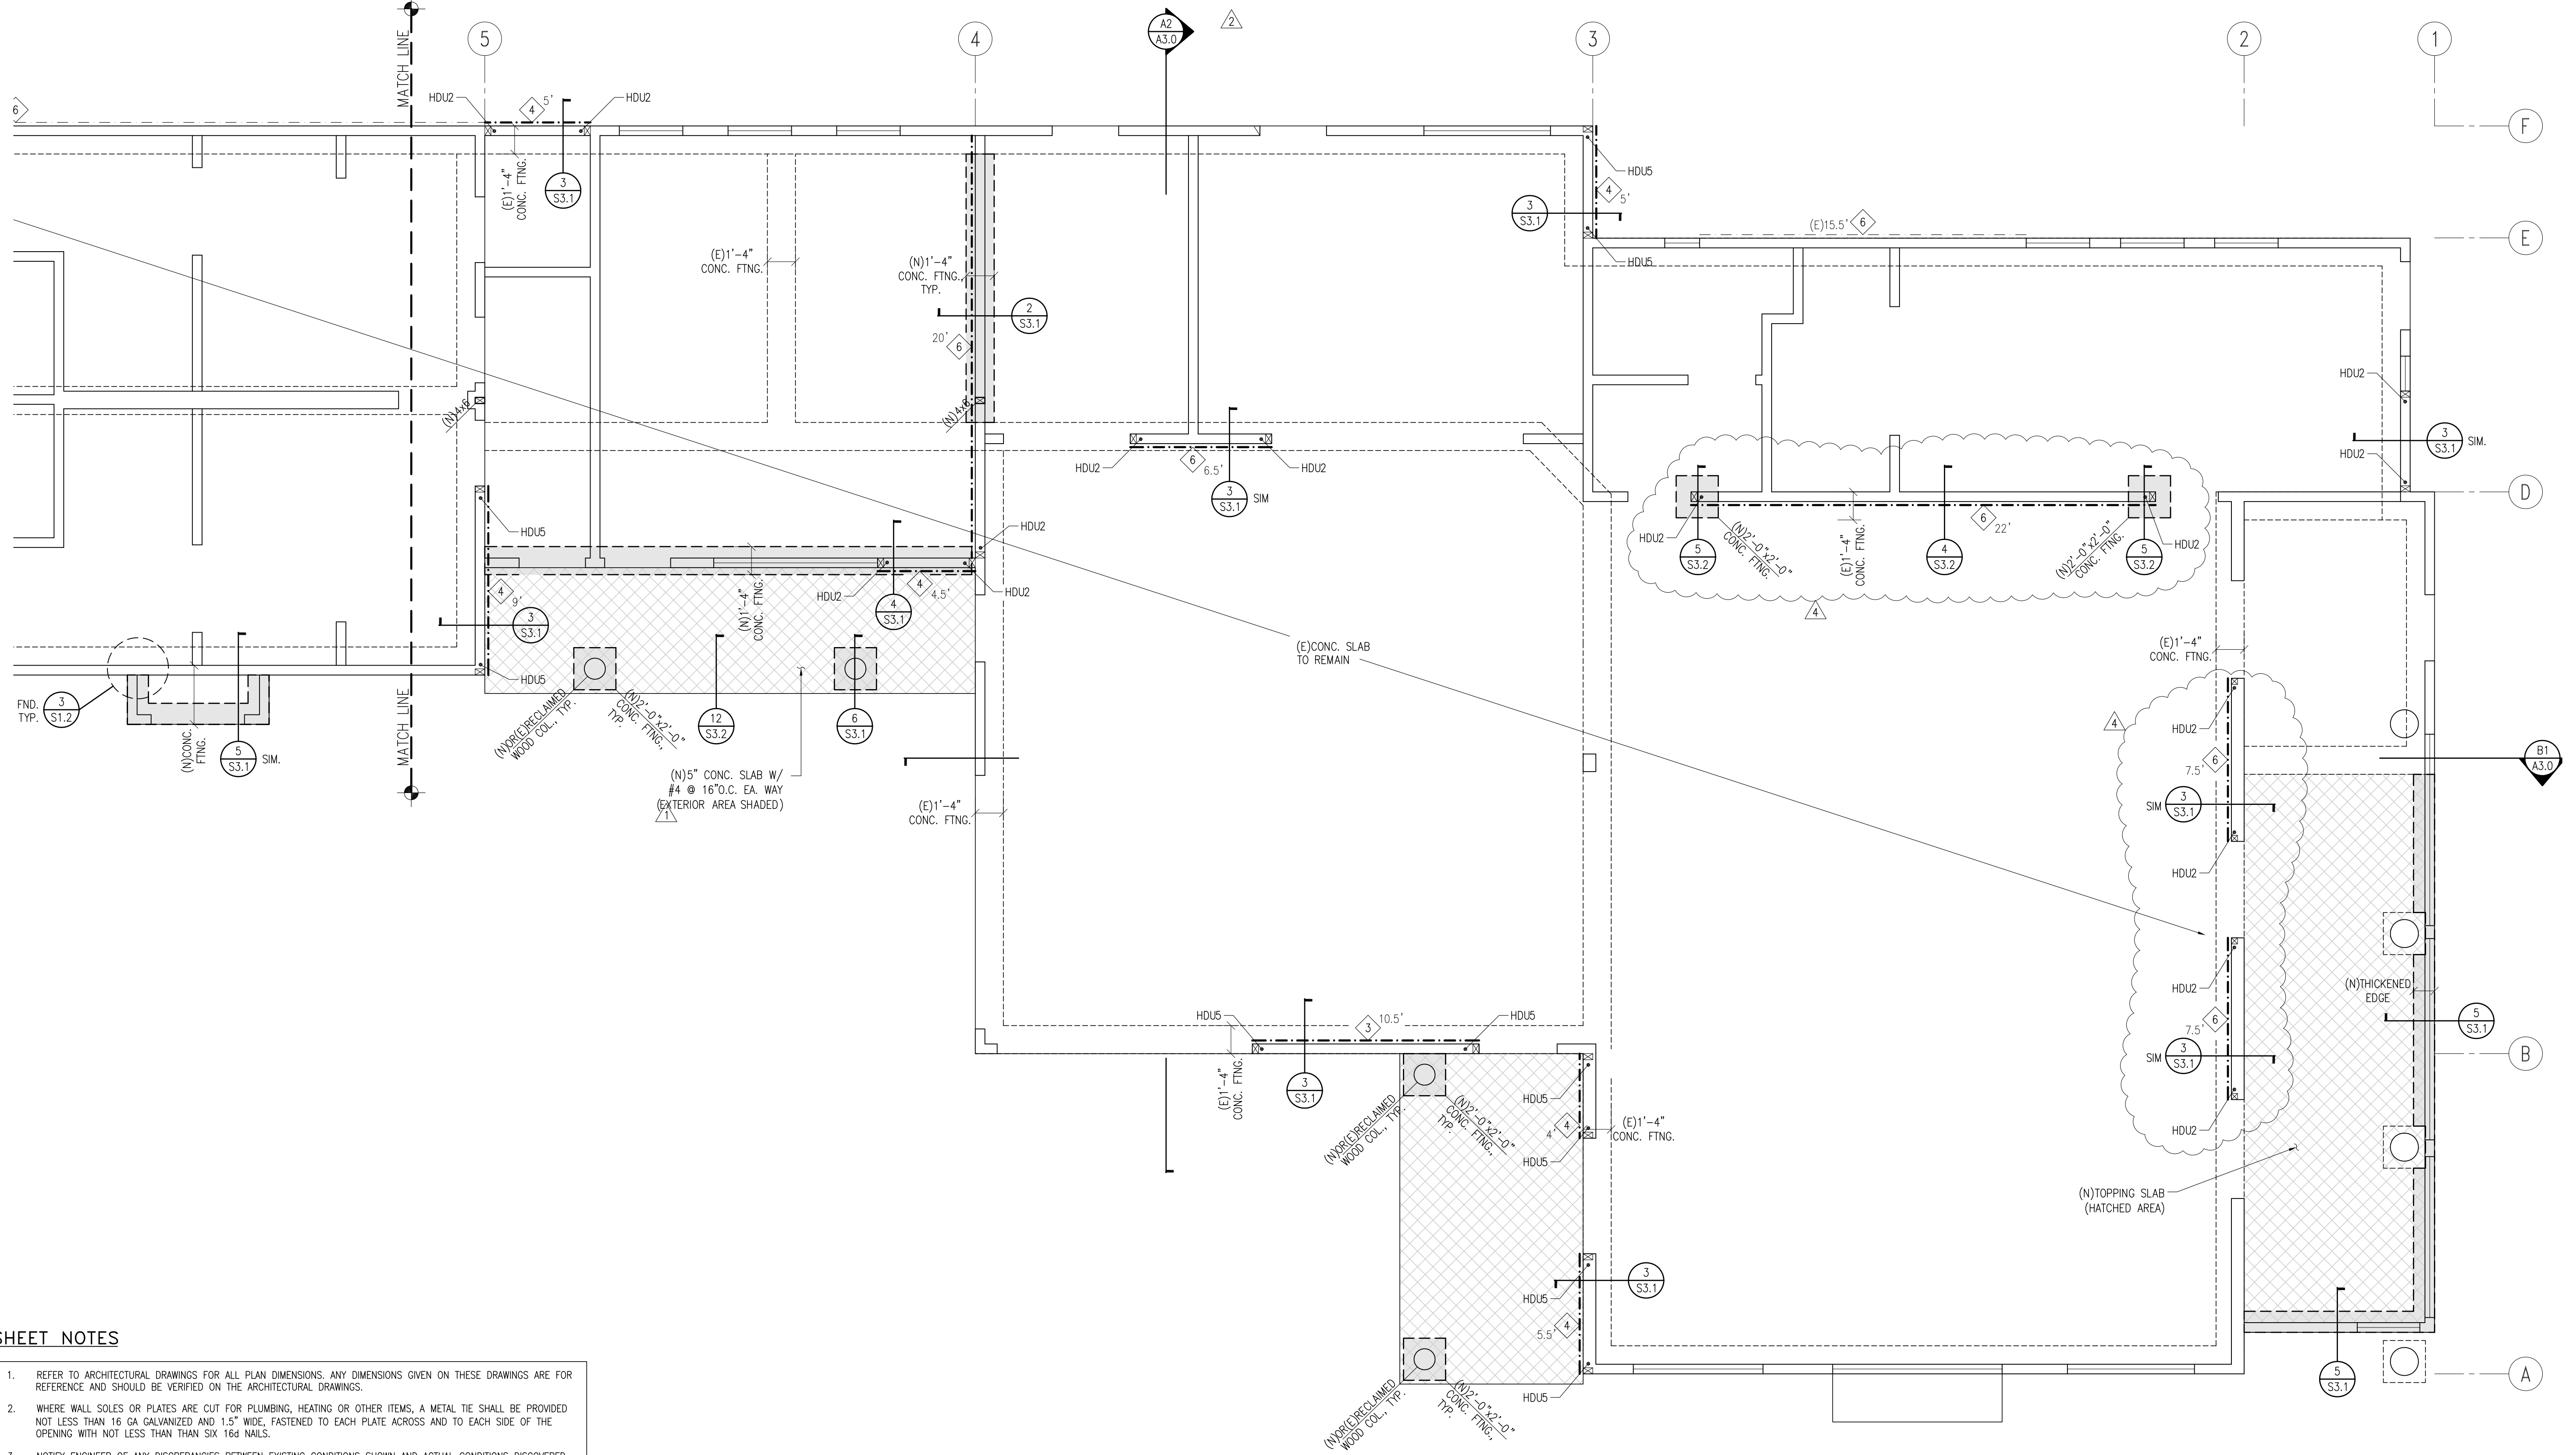 MATCH LINE
5
4
A2
A3.0
2
3
2
1
6
HDU2
4
5'
HDU2
F
(E)1'-4"
CONC. FTNG.
3
S3.1
HDU5
4
5'
3
S3.1
(E)15.5'
6
E
HDU5
(E)1'-4"
CONC. FTNG.
(N)1'-4"
CONC. FTNG.,
TYP.
2
S3.1
20'
6
HDU2
(N)4x6
(N)4x6
3
S3.1
SIM.
HDU2
HDU2
6
6.5'
HDU2
3
S3.1
SIM
D
HDU5
HDU2
HDU2
5
S3.2
(N)2'-0"x2'-0"
CONC. FTNG.
(E)1'-4"
CONC. FTNG.
4
S3.2
6
22'
(N)2'-0"x2'-0"
CONC. FTNG.
5
S3.2
HDU2
4
4
9'
3
S3.1
(N)1'-4"
CONC. FTNG.
HDU2
4
S3.1
4
4.5'
HDU2
(E)CONC. SLAB
TO REMAIN
(E)1'-4"
CONC. FTNG.
HDU5
FND.
TYP.
3
S1.2
(N)CONC.
FTNG.
5
S3.1
SIM.
MATCH LINE
(N)OR(E)RECLAIMED
WOOD COL., TYP.
(N)2'-0"x2'-0"
CONC. FTNG.,
TYP.
12
S3.2
6
S3.1
(N)5" CONC. SLAB W/
#4 @ 16"O.C. EA. WAY
(EXTERIOR AREA SHADED)
1
(E)1'-4"
CONC. FTNG.
4
HDU2
6
7.5'
SIM
3
S3.1
HDU2
B1
A3.0
HDU2
6
7.5'
SIM
3
S3.1
HDU2
(N)THICKENED
EDGE
5
S3.1
B
HDU5
3
10.5'
HDU5
(E)1'-4"
CONC. FTNG.
3
S3.1
(N)OR(E)RECLAIMED
WOOD COL., TYP.
(N)2'-0"x2'-0"
CONC. FTNG.,
TYP.
HDU5
4
4'
HDU5
(E)1'-4"
CONC. FTNG.
(N)TOPPING SLAB
(HATCHED AREA)
3
S3.1
HDU5
4
5.5'
HDU5
(N)OR(E)RECLAIMED
WOOD COL., TYP.
(N)2'-0"x2'-0"
CONC. FTNG.,
TYP.
5
S3.1
A
SHEET NOTES
1. REFER TO ARCHITECTURAL DRAWINGS FOR ALL PLAN DIMENSIONS. ANY DIMENSIONS GIVEN ON THESE DRAWINGS ARE FOR
REFERENCE AND SHOULD BE VERIFIED ON THE ARCHITECTURAL DRAWINGS.
2. WHERE WALL SOLES OR PLATES ARE CUT FOR PLUMBING, HEATING OR OTHER ITEMS, A METAL TIE SHALL BE PROVIDED
NOT LESS THAN 16 GA GALVANIZED AND 1.5" WIDE, FASTENED TO EACH PLATE ACROSS AND TO EACH SIDE OF THE
OPENING WITH NOT LESS THAN THAN SIX 16d NAILS.
3. NOTIFY ENGINEER OF ANY DISCREPANCIES BETWEEN EXISTING CONDITIONS SHOWN AND ACTUAL CONDITIONS DISCOVERED